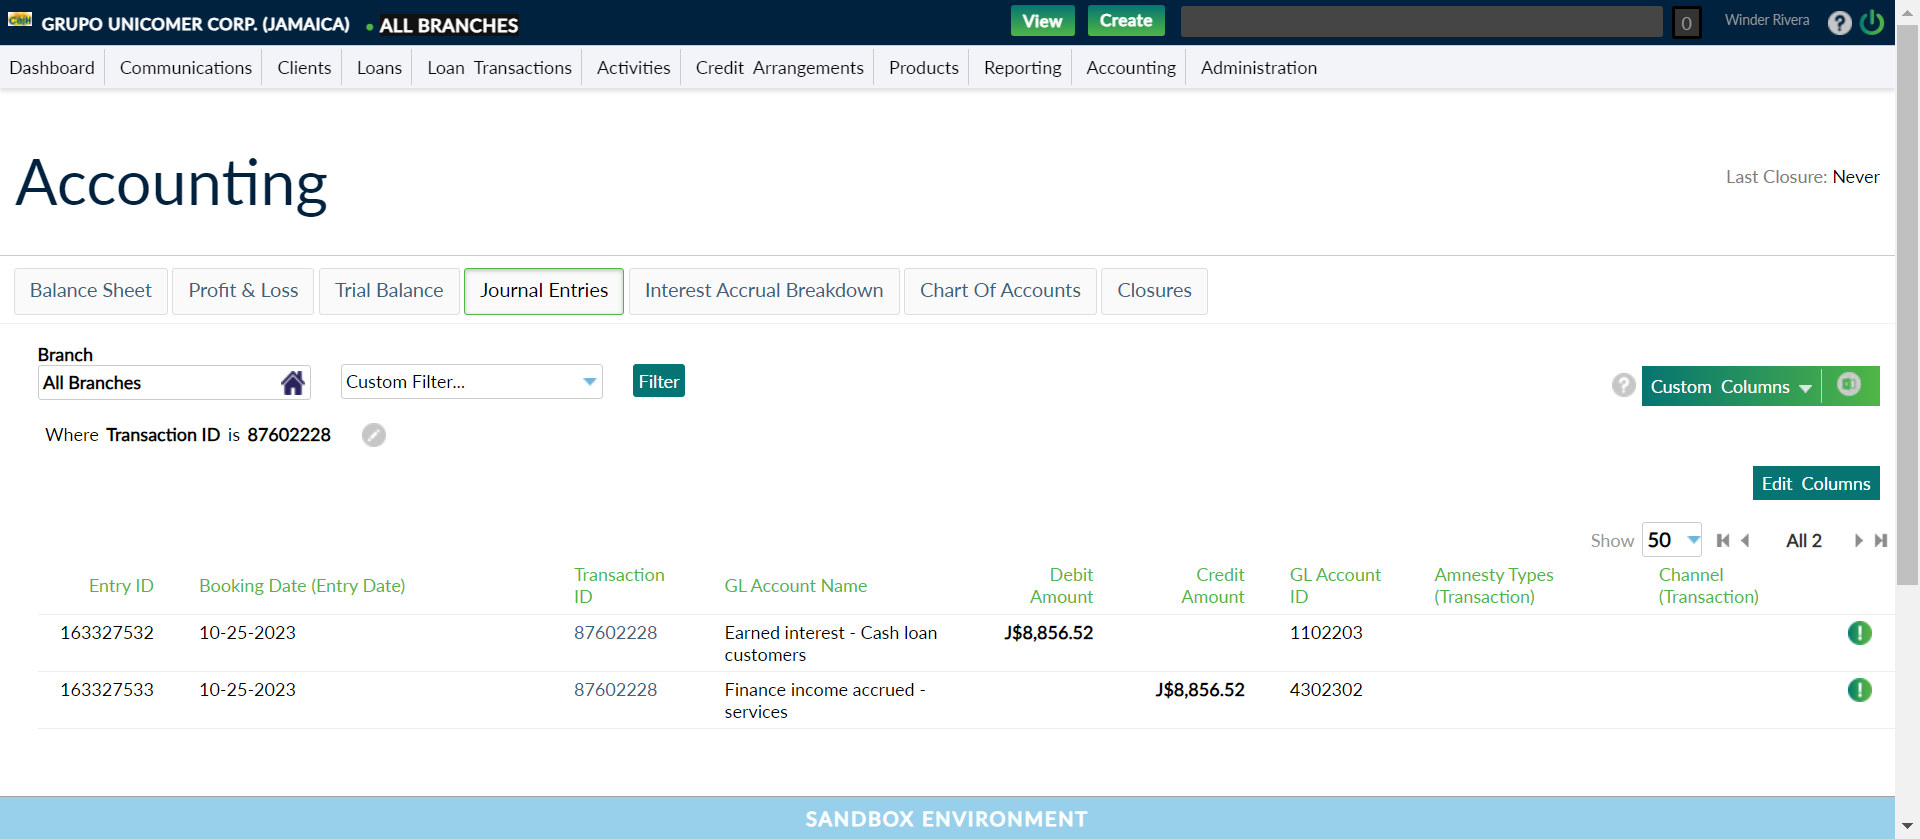 Cash GRUPO UNICOMER CORP. (JAMAICA) • ALL BRANCHES View Create 0 Winder Rivera ?
Dashboard Communications Clients Loans Loan Transactions Activities Credit Arrangements Products Reporting Accounting Administration
Accounting
Last Closure: Never
Balance Sheet Profit & Loss Trial Balance Journal Entries Interest Accrual Breakdown Chart Of Accounts Closures
Branch
All Branches Custom Filter... Filter ? Custom Columns
Where Transaction ID is 87602228
Edit Columns
Show 50 All 2
Entry ID Booking Date (Entry Date) Transaction ID GL Account Name Debit Amount Credit Amount GL Account ID Amnesty Types (Transaction) Channel (Transaction)
163327532 10-25-2023 87602228 Earned interest - Cash loan J$8,856.52 1102203 !
customers
163327533 10-25-2023 87602228 Finance income accrued - J$8,856.52 4302302 !
services
SANDBOX ENVIRONMENT